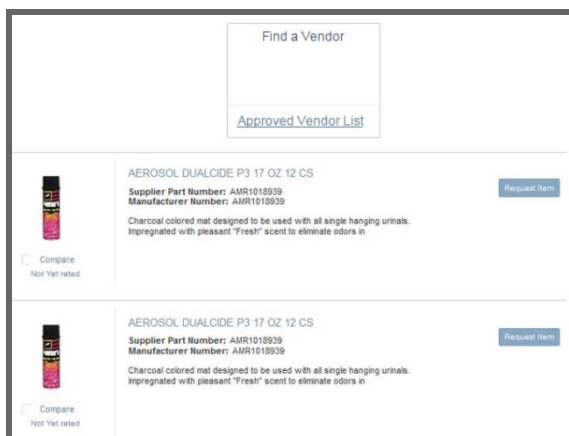 Find a Vendor
Approved Vendor List
AEROSOL DUALCIDE P3 17 OZ 12 CS
Supplier Part Number: AMR1018939
Manufacturer Number: AMR1018939
Request Item
Charcoal colored mat designed to be used with all single hanging urinals.
Impregnated with pleasant "Fresh" scent to eliminate odors in
Compare
Not Yet rated
AEROSOL DUALCIDE P3 17 OZ 12 CS
Supplier Part Number: AMR1018939
Manufacturer Number: AMR1018939
Request Item
Charcoal colored mat designed to be used with all single hanging urinals.
Impregnated with pleasant "Fresh" scent to eliminate odors in
Compare
Not Yet rated